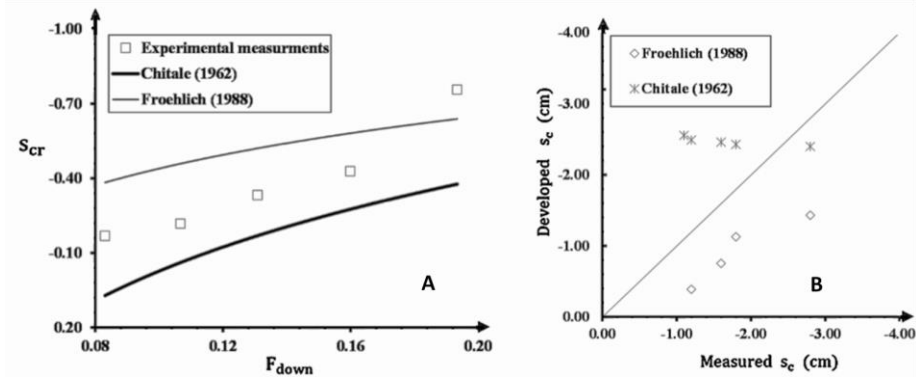 -1.00
-0.70
-0.40
-0.10
0.20
Scr
Experimental measurments
Chitale (1962)
Froehlich (1988)
A
0.08
0.12
0.16
0.20
Fdown
-4.00
-3.00
-2.00
-1.00
0.00
Developed sc (cm)
Froehlich (1988)
Chitale (1962)
B
0.00
-1.00
-2.00
-3.00
-4.00
Measured sc (cm)